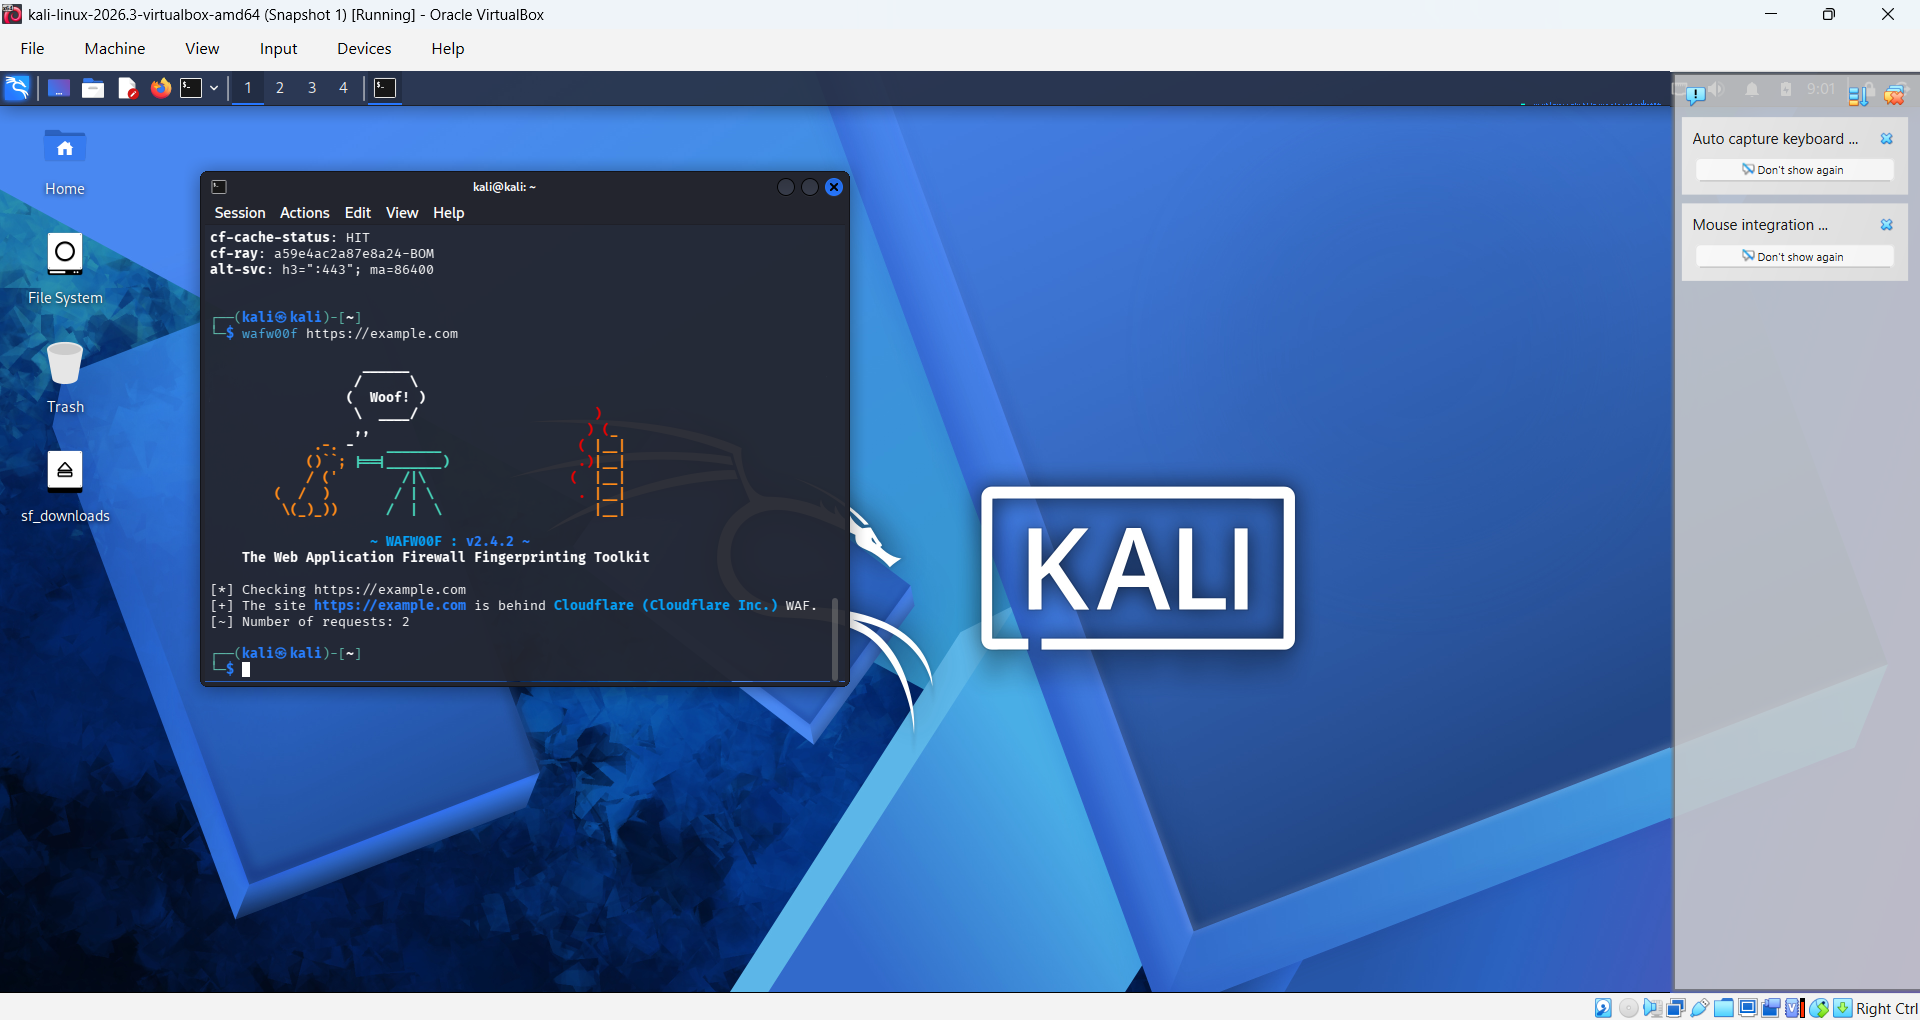 kali-linux-2026.3-virtualbox-amd64 (Snapshot 1) [Running] - Oracle VirtualBox
File Machine View Input Devices Help
1 2 3 4
9:01
Auto capture keyboard ...
Don't show again
Mouse integration ...
Don't show again
Home
File System
Trash
sf_downloads
kali@kali: ~
Session Actions Edit View Help
cf-cache-status: HIT
cf-ray: a59e4ac2a87e8a24-BOM
alt-svc: h3=":443"; ma=86400
┌──(kali㉿kali)-[~]
└─$ wafw00f https://example.com
Woof!
~ WAFW00F : v2.4.2 ~
The Web Application Firewall Fingerprinting Toolkit
[*] Checking https://example.com
[+] The site https://example.com is behind Cloudflare (Cloudflare Inc.) WAF.
[~] Number of requests: 2
┌──(kali㉿kali)-[~]
└─$
KALI
Right Ctrl